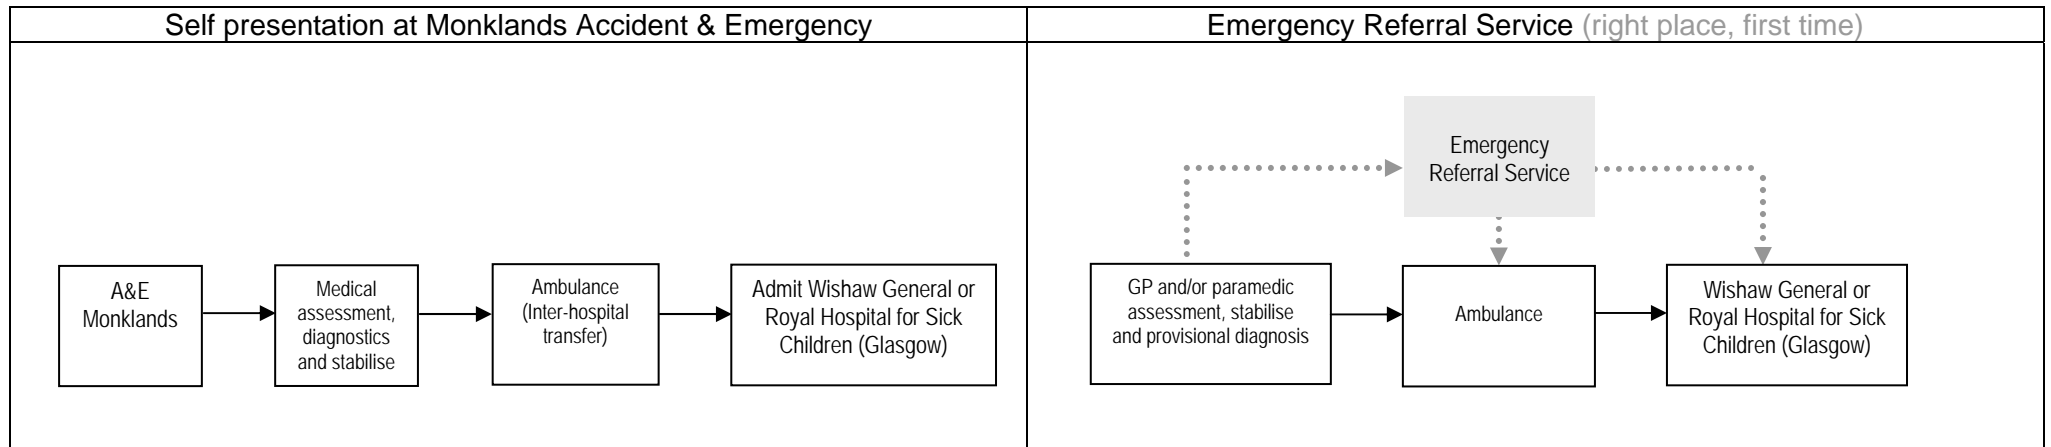 Self presentation at Monklands Accident & Emergency
Emergency Referral Service (right place, first time)
A&E
Monklands
Medical
assessment,
diagnostics
and stabilise
Ambulance
(Inter-hospital
transfer)
Admit Wishaw General or
Royal Hospital for Sick
Children (Glasgow)
Emergency
Referral Service
GP and/or paramedic
assessment, stabilise
and provisional diagnosis
Ambulance
Wishaw General or
Royal Hospital for Sick
Children (Glasgow)